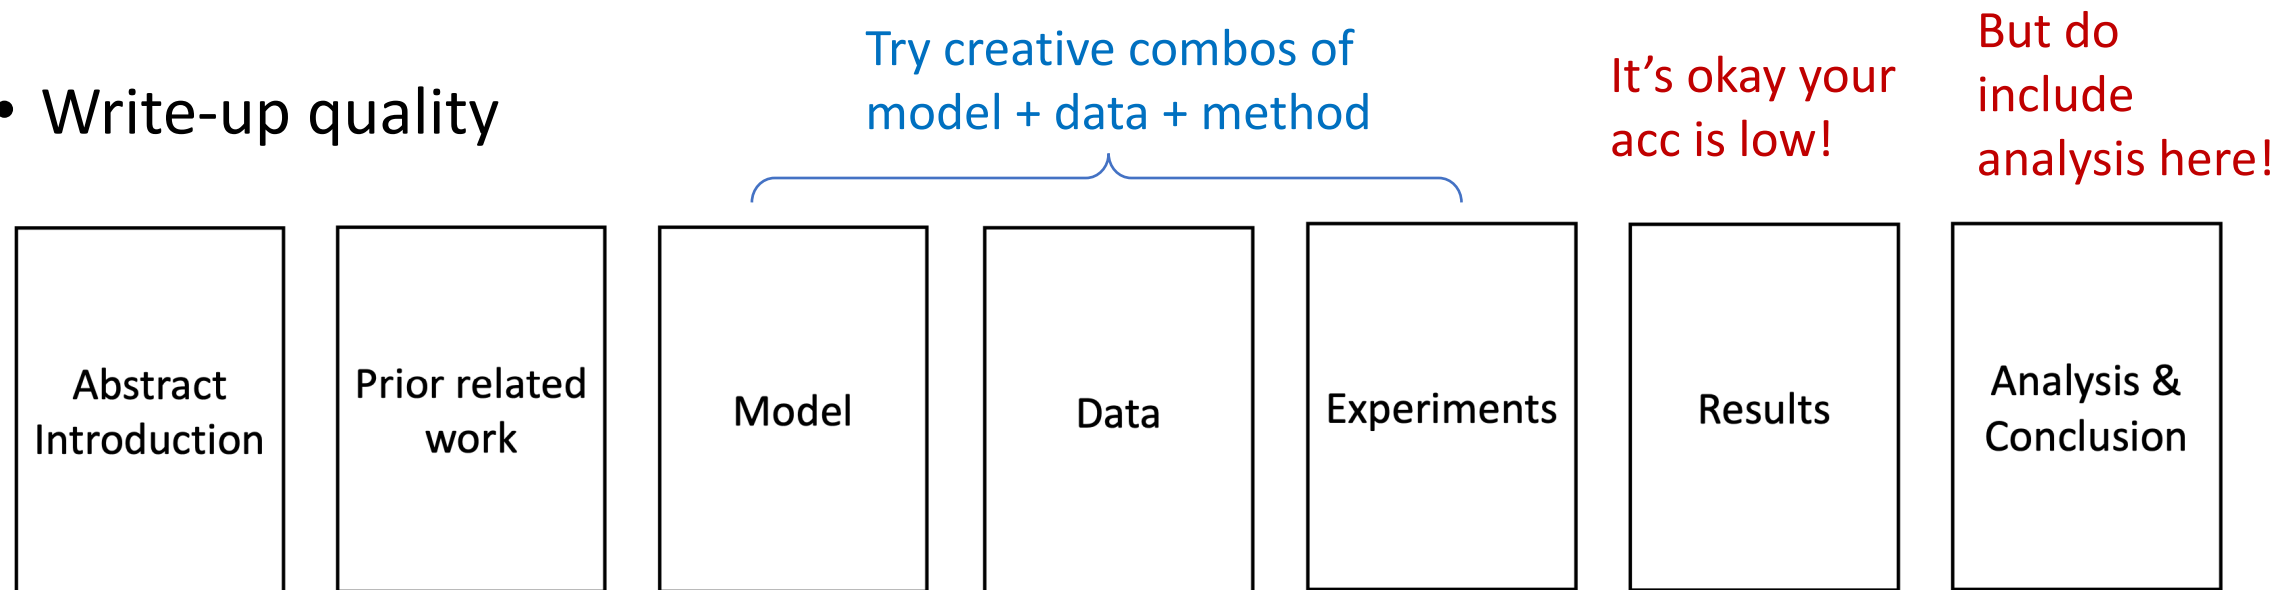 • Write-up quality
Try creative combos of
model + data + method
It’s okay your
acc is low!
But do
include
analysis here!
Abstract
Introduction
Prior related
work
Model
Data
Experiments
Results
Analysis &
Conclusion